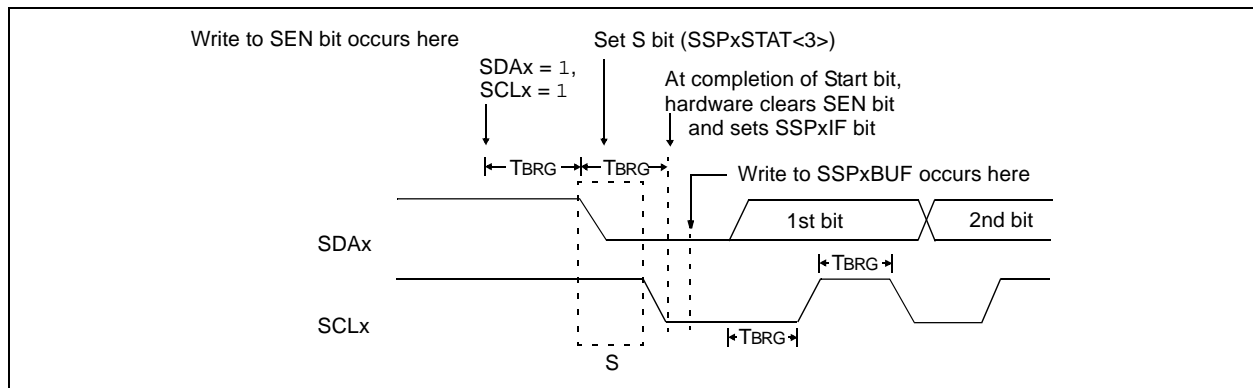 Write to SEN bit occurs here
Set S bit (SSPxSTAT<3>)
SDAx = 1,
SCLx = 1
At completion of Start bit,
hardware clears SEN bit
and sets SSPxIF bit
TBRG
TBRG
Write to SSPxBUF occurs here
1st bit
2nd bit
SDAx
TBRG
SCLx
TBRG
S